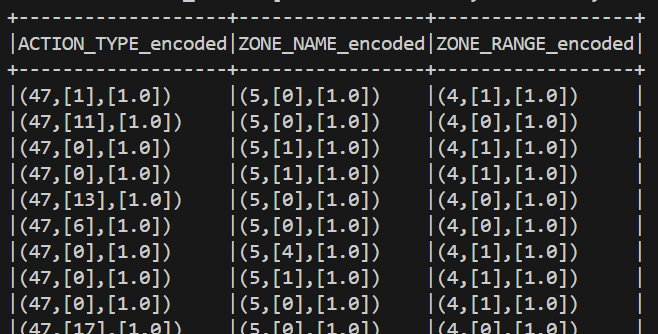 +--------------------+-----------------+------------------+
|ACTION_TYPE_encoded|ZONE_NAME_encoded|ZONE_RANGE_encoded|
+--------------------+-----------------+------------------+
|(47,[1],[1.0]) |(5,[0],[1.0]) |(4,[1],[1.0]) |
|(47,[11],[1.0]) |(5,[0],[1.0]) |(4,[0],[1.0]) |
|(47,[0],[1.0]) |(5,[1],[1.0]) |(4,[1],[1.0]) |
|(47,[0],[1.0]) |(5,[1],[1.0]) |(4,[1],[1.0]) |
|(47,[13],[1.0]) |(5,[0],[1.0]) |(4,[0],[1.0]) |
|(47,[6],[1.0]) |(5,[0],[1.0]) |(4,[0],[1.0]) |
|(47,[0],[1.0]) |(5,[4],[1.0]) |(4,[1],[1.0]) |
|(47,[0],[1.0]) |(5,[1],[1.0]) |(4,[1],[1.0]) |
|(47,[0],[1.0]) |(5,[0],[1.0]) |(4,[1],[1.0]) |
|(47,[17],[1.0]) |(5,[0],[1.0]) |(4,[0],[1.0]) |